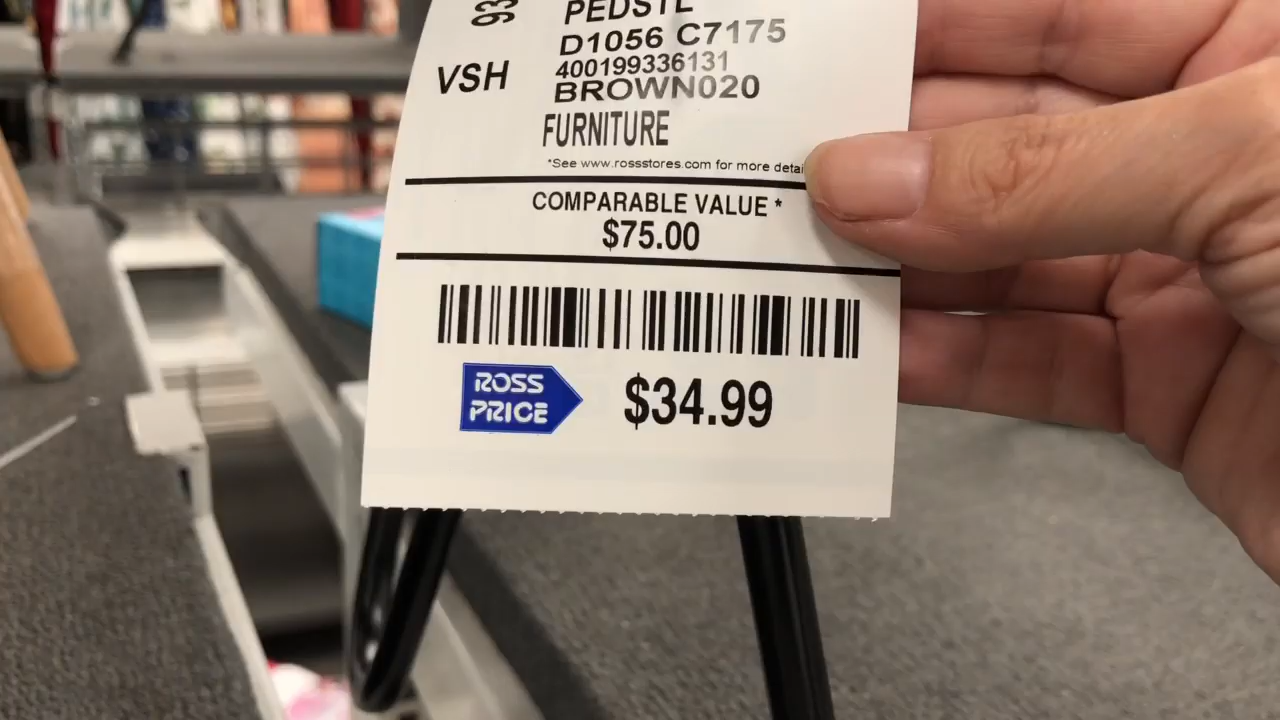 93
PEDSTL
D1056 C7175
VSH
400199336131
BROWN020
FURNITURE
*See www.rossstores.com for more detai
COMPARABLE VALUE *
$75.00
ROSS
PRICE
$34.99